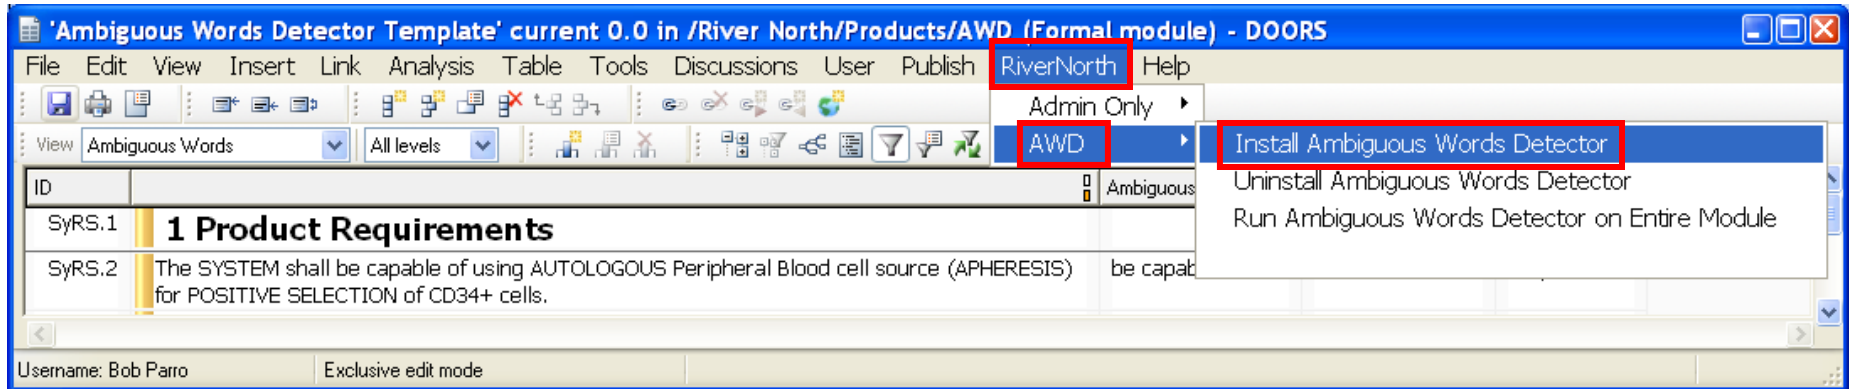 'Ambiguous Words Detector Template' current 0.0 in /River North/Products/AWD (Formal module) - DOORS
File Edit View Insert Link Analysis Table Tools Discussions User Publish RiverNorth Help
Admin Only
View Ambiguous Words All levels AWD Install Ambiguous Words Detector
Uninstall Ambiguous Words Detector
Run Ambiguous Words Detector on Entire Module
ID Ambiguous
SyRS.1 1 Product Requirements
SyRS.2 The SYSTEM shall be capable of using AUTOLOGOUS Peripheral Blood cell source (APHERESIS) be capab
for POSITIVE SELECTION of CD34+ cells.
Username: Bob Parro Exclusive edit mode